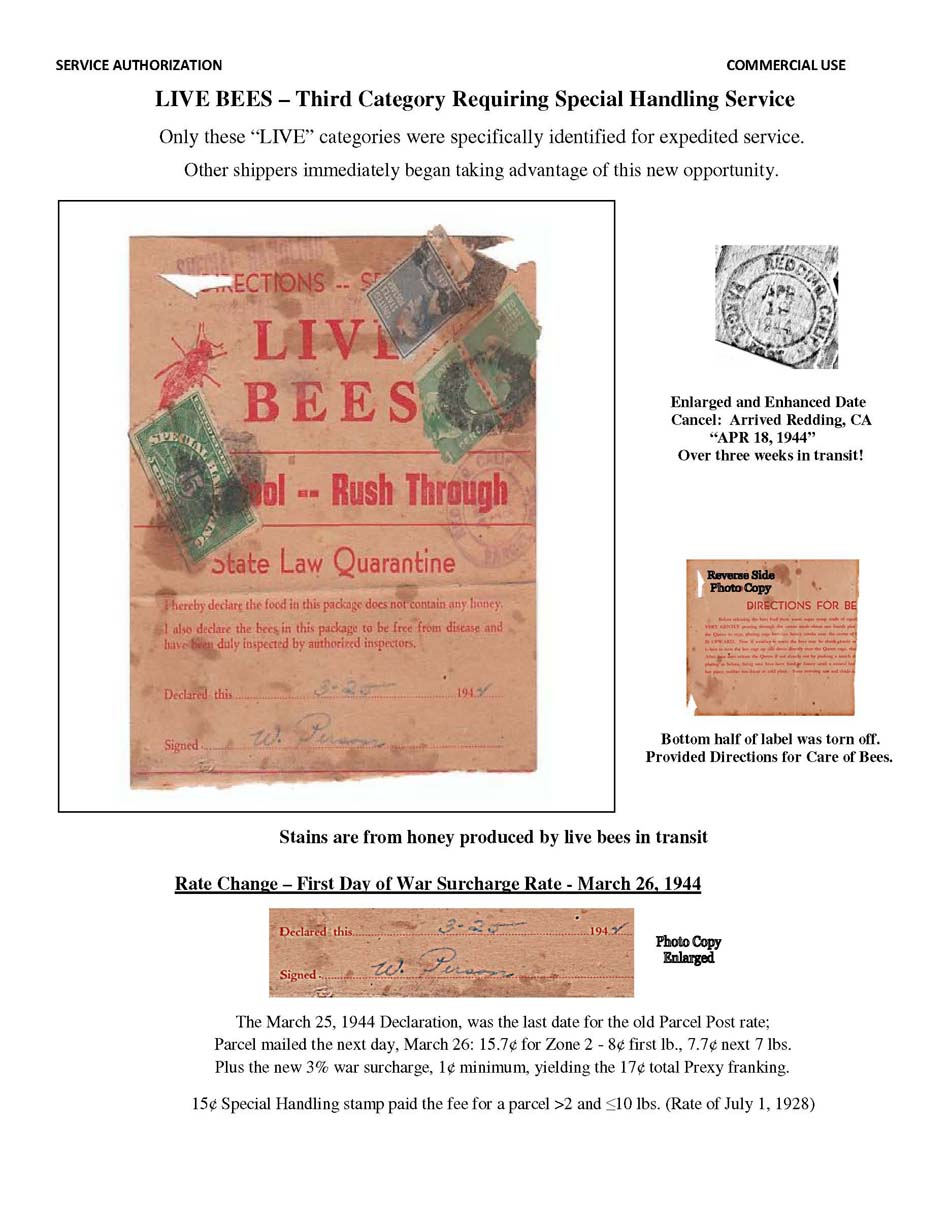 SERVICE AUTHORIZATION COMMERCIAL USE
LIVE BEES – Third Category Requiring Special Handling Service
Only these “LIVE” categories were specifically identified for expedited service.
Other shippers immediately began taking advantage of this new opportunity.
RECTIONS -- S
LIVE
BEES
SPECIAL HANDLING
15
ool -- Rush Through
State Law Quarantine
I hereby declare the food in this package does not contain any honey.
I also declare the bees in this package to be free from disease and
have been duly inspected by authorized inspectors.
Declared this 3-25 1944
Signed W. Person
REDDING CALIF.
APR
1944
Enlarged and Enhanced Date
Cancel: Arrived Redding, CA
“APR 18, 1944”
Over three weeks in transit!
Reverse Side
Photo Copy
DIRECTIONS FOR BE
Bottom half of label was torn off.
Provided Directions for Care of Bees.
Stains are from honey produced by live bees in transit
Rate Change – First Day of War Surcharge Rate - March 26, 1944
Declared this 3-25 1944
Signed W. Person
Photo Copy
Enlarged
The March 25, 1944 Declaration, was the last date for the old Parcel Post rate;
Parcel mailed the next day, March 26: 15.7¢ for Zone 2 - 8¢ first lb., 7.7¢ next 7 lbs.
Plus the new 3% war surcharge, 1¢ minimum, yielding the 17¢ total Prexy franking.
15¢ Special Handling stamp paid the fee for a parcel >2 and ≤10 lbs. (Rate of July 1, 1928)